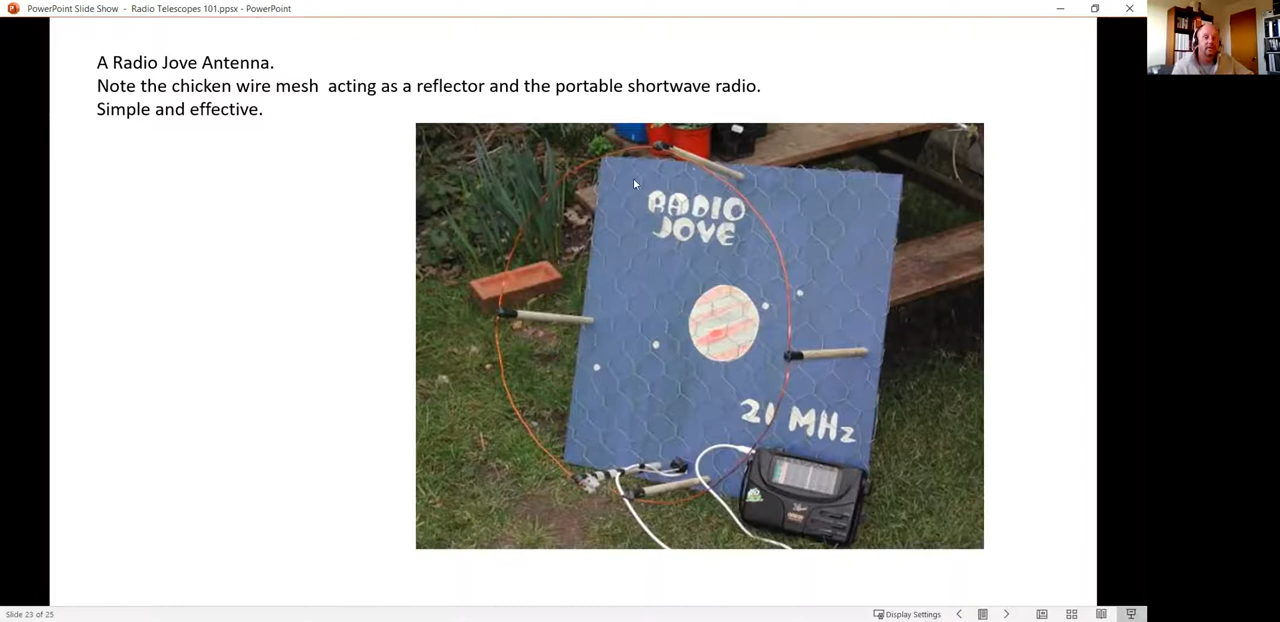 PowerPoint Slide Show - Radio Telescopes 101.ppsx - PowerPoint
A Radio Jove Antenna.
Note the chicken wire mesh acting as a reflector and the portable shortwave radio.
Simple and effective.
RADIO
JOVE
21 MHz
Slide 23 of 25
Display Settings